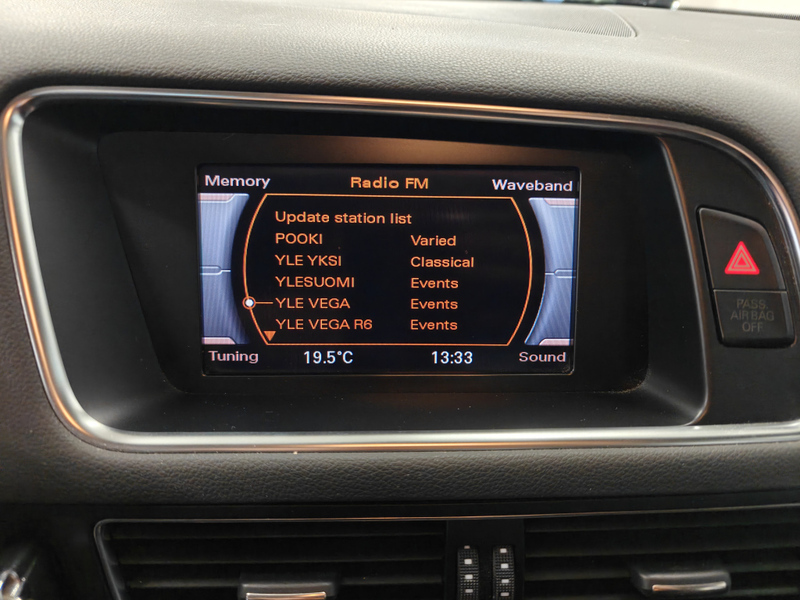 Memory Radio FM Waveband
Update station list
POOKI Varied
YLE YKSI Classical
YLESUOMI Events
YLE VEGA Events
YLE VEGA R6 Events
Tuning 19.5°C 13:33 Sound
PASS.
AIR BAG
OFF